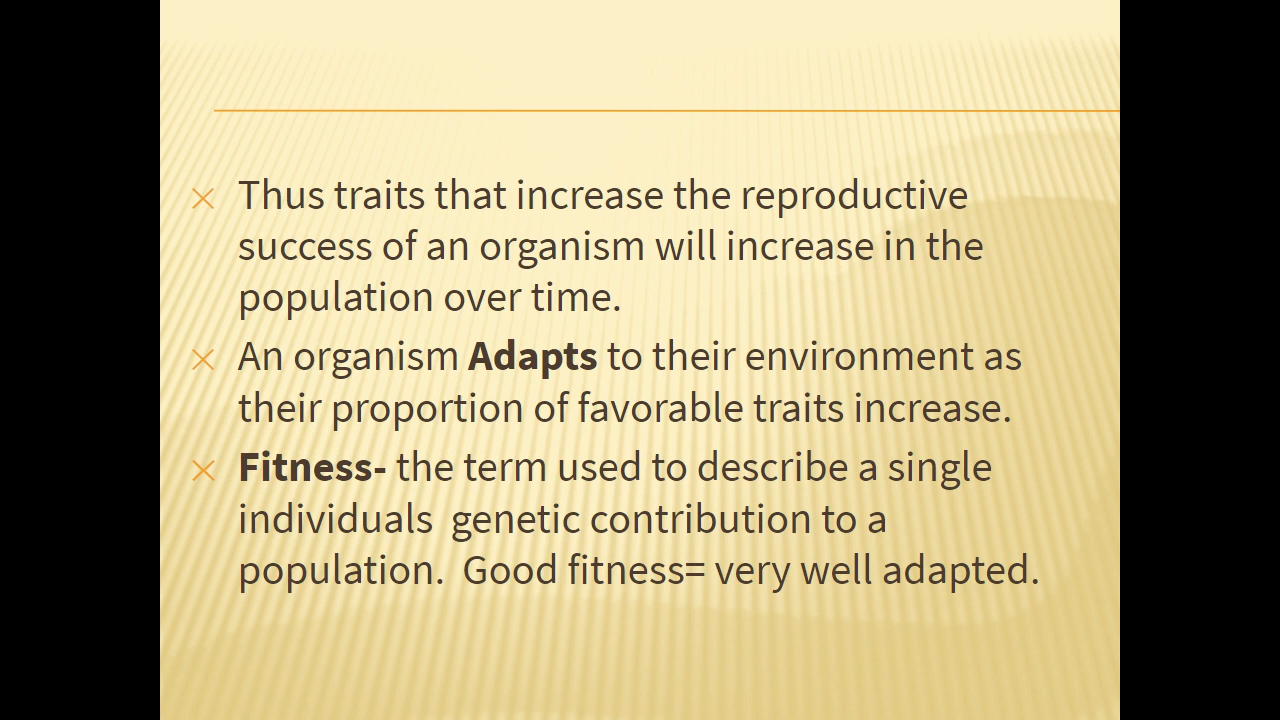 Thus traits that increase the reproductive
success of an organism will increase in the
population over time.
An organism Adapts to their environment as
their proportion of favorable traits increase.
Fitness- the term used to describe a single
individuals  genetic contribution to a
population.  Good fitness= very well adapted.